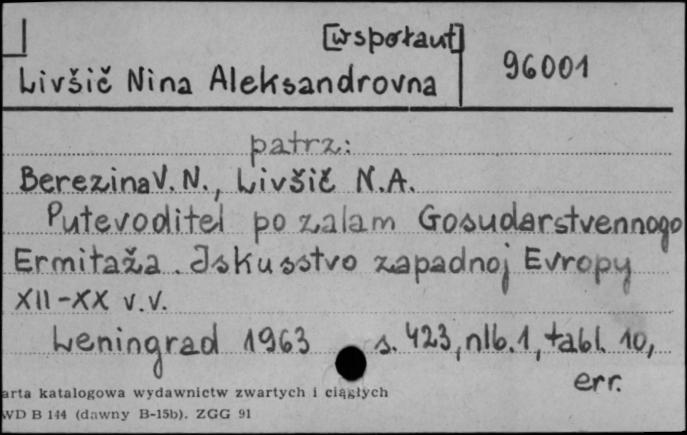 [współaut]
Livšič Nina Aleksandrovna
96001
patrz:
Berezina V. N., Livšič N.A.
Putevoditel po zalam Gosudarstvennogo
Ermitaža. Iskusstvo zapadnoj Evropy
XII-XX v.v.
Leningrad 1963 s. 423, nlb. 1, tabl. 10,
err.
arta katalogowa wydawnictw zwartych i ciągłych
WD B 144 (dawny B-15b). ZGG 91